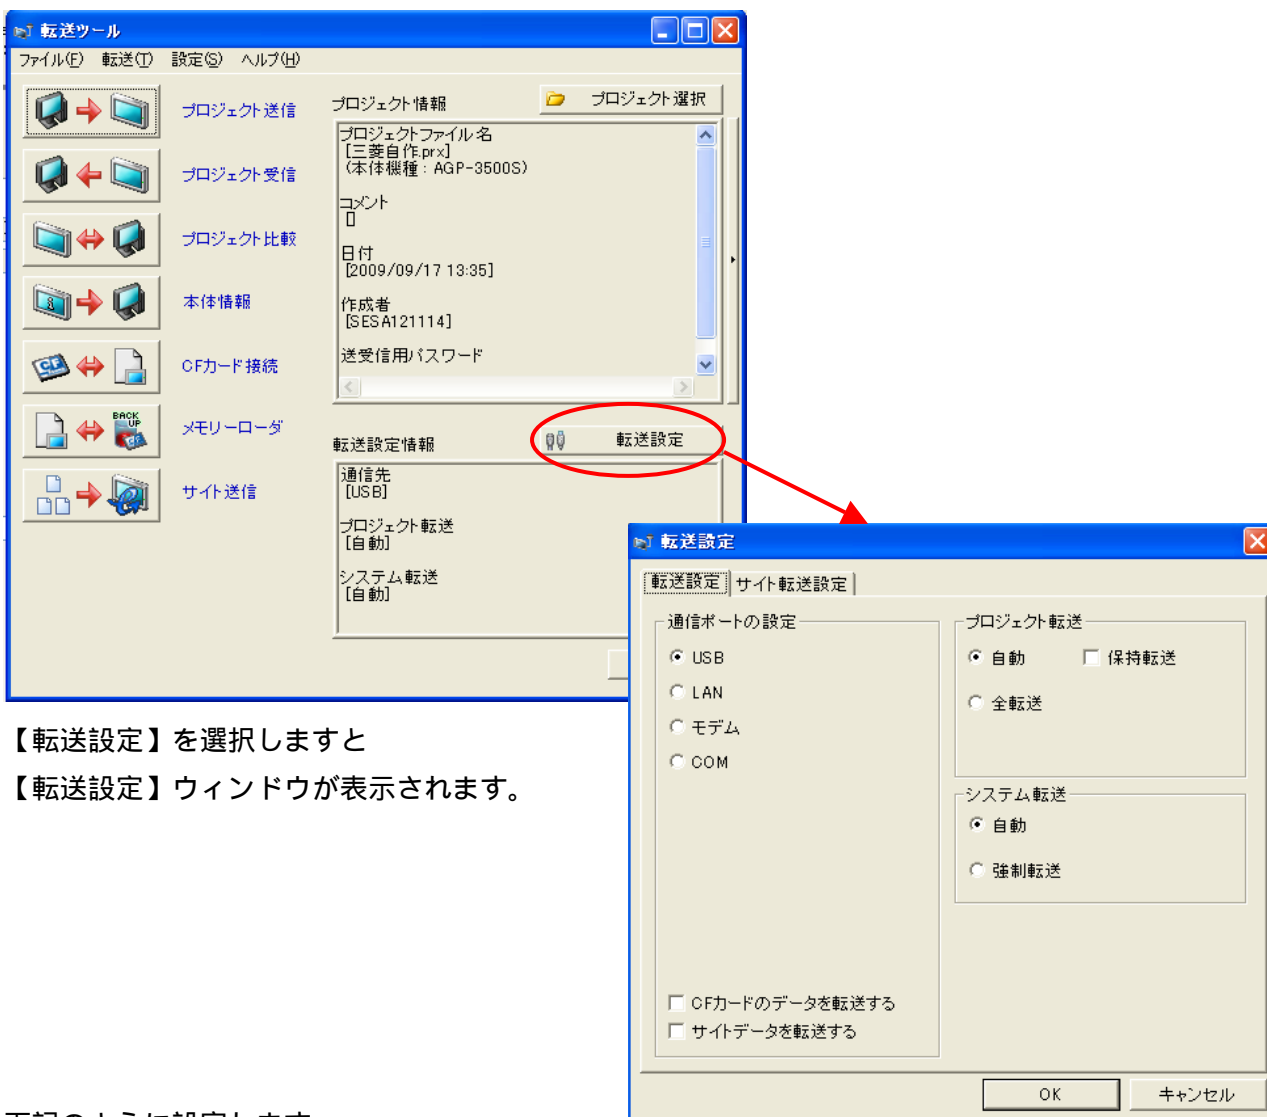 転送ツール
ファイル(F) 転送(T) 設定(S) ヘルプ(H)
プロジェクト送信
プロジェクト受信
プロジェクト比較
本体情報
CFカード接続
メモリーローダ
BACK
UP
サイト送信
プロジェクト情報
プロジェクト選択
プロジェクトファイル名
[三菱自作.prx]
(本体機種：AGP-3500S)
コメント
[]
日付
[2009/09/17 13:35]
作成者
[SESA121114]
送受信用パスワード
転送設定情報
転送設定
通信先
[USB]
プロジェクト転送
[自動]
システム転送
[自動]
転送設定
転送設定 サイト転送設定
通信ポートの設定
USB
LAN
モデム
COM
CFカードのデータを転送する
サイトデータを転送する
プロジェクト転送
自動 保持転送
全転送
システム転送
自動
強制転送
OK キャンセル
【転送設定】を選択しますと
【転送設定】ウィンドウが表示されます。
下記のように設定します